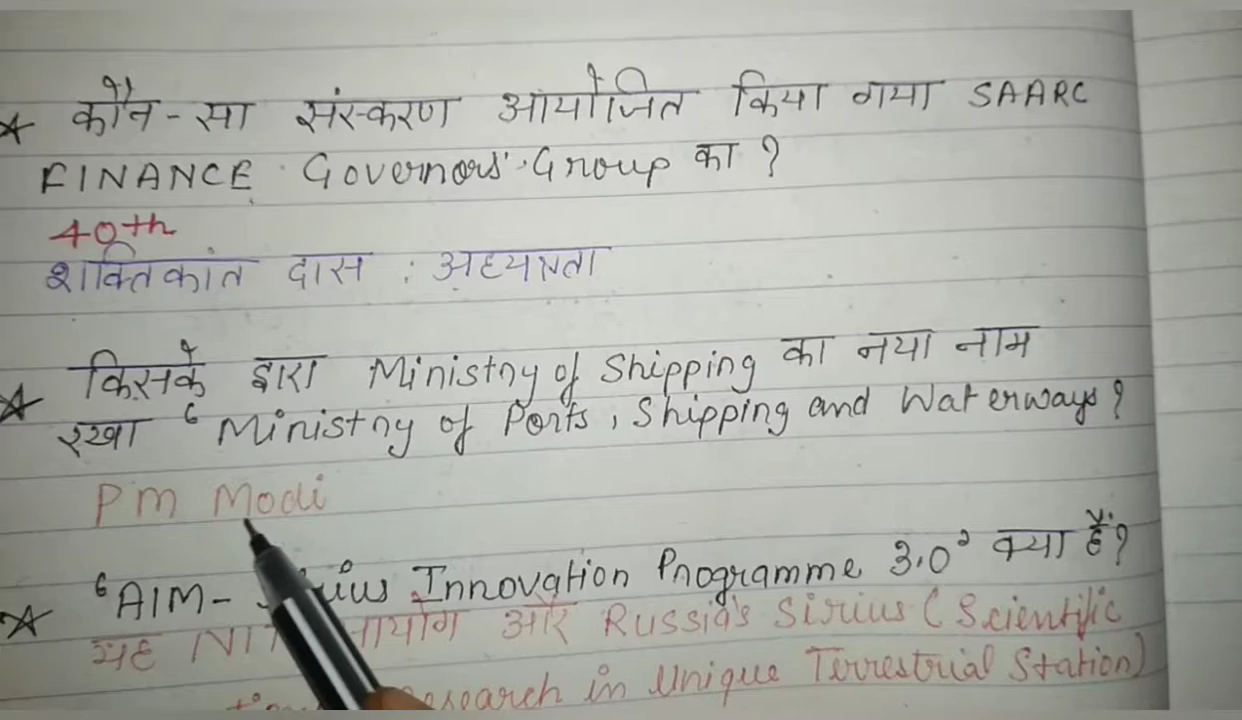 कौन-सा संस्करण आयोजित किया गया SAARC
FINANCE Governors' Group का ?
40th
शक्तिकांत दास : अध्यक्षता
किसके द्वारा Ministry of Shipping का नया नाम
रखा ' Ministry of Ports, Shipping and Waterways ?
PM Modi
'AIM- Innovation Programme 3.0' क्या है?
यह और Russia's Sirius (Scientific
in Unique Terrestrial Station)